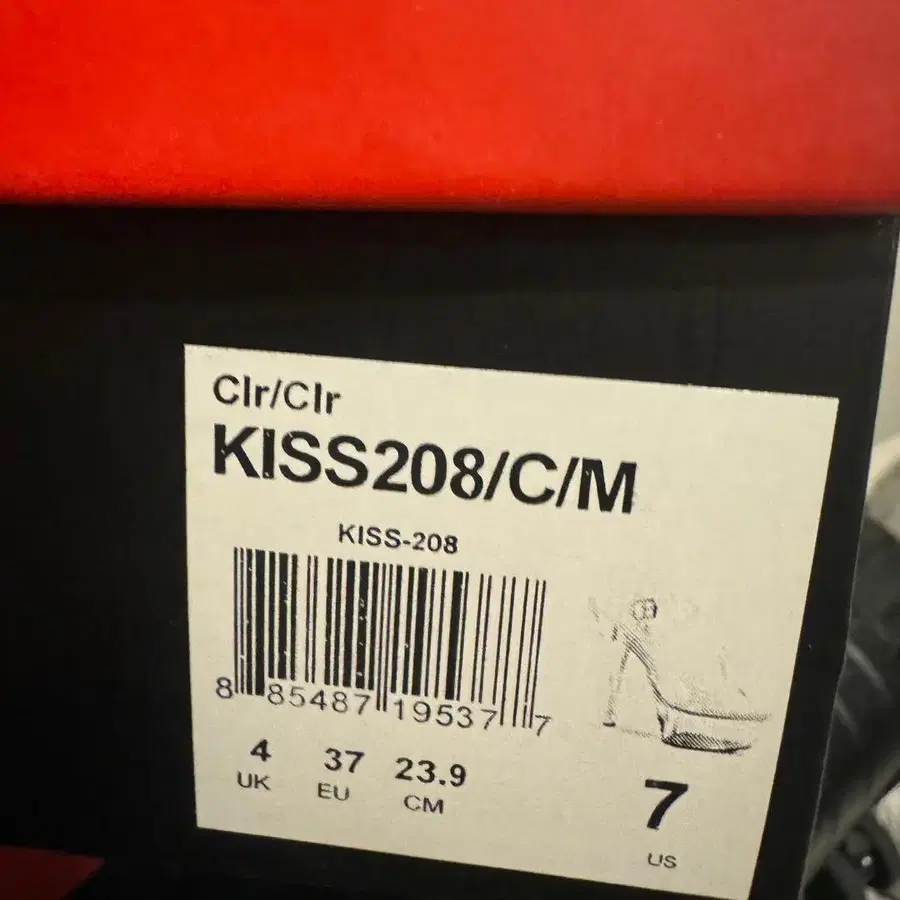 Clr/Clr
KISS208/C/M
KISS-208
8 85487 19537 7
4 37 23.9
UK EU CM
7
US